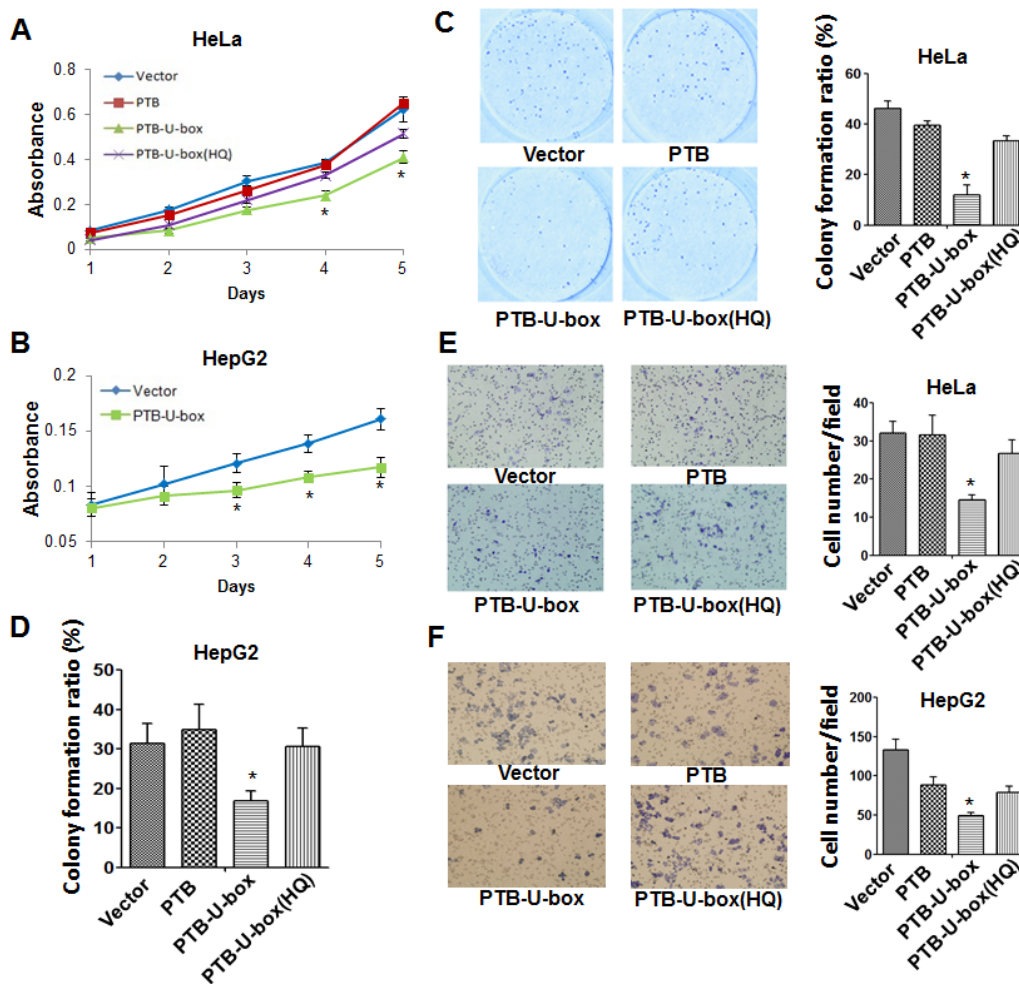 A
HeLa
Absorbance
0.8
0.6
0.4
0.2
0
Vector
PTB
PTB-U-box
PTB-U-box(HQ)
*
*
1 2 3 4 5
Days
B
HepG2
Absorbance
0.2
0.15
0.1
0.05
Vector
PTB-U-box
*
*
*
1 2 3 4 5
Days
C
Vector
PTB
PTB-U-box
PTB-U-box(HQ)
HeLa
Colony formation ratio (%)
60
40
20
0
*
Vector
PTB
PTB-U-box
PTB-U-box(HQ)
D
HepG2
Colony formation ratio (%)
50
40
30
20
10
0
*
Vector
PTB
PTB-U-box
PTB-U-box(HQ)
E
Vector
PTB
PTB-U-box
PTB-U-box(HQ)
HeLa
Cell number/field
40
30
20
10
0
*
Vector
PTB
PTB-U-box
PTB-U-box(HQ)
F
Vector
PTB
PTB-U-box
PTB-U-box(HQ)
HepG2
Cell number/field
150
100
50
0
*
Vector
PTB
PTB-U-box
PTB-U-box(HQ)